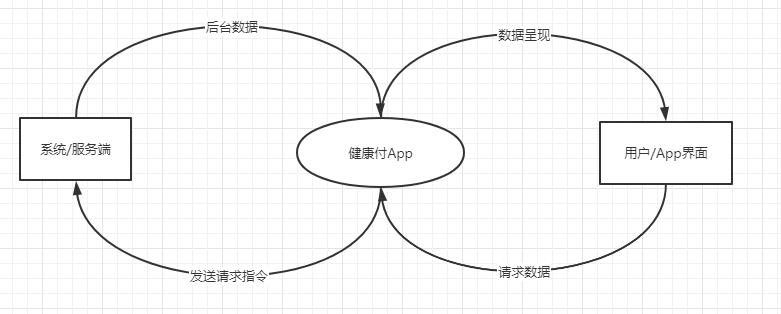 后台数据
数据呈现
系统/服务端
健康付App
用户/App界面
发送请求指令
请求数据